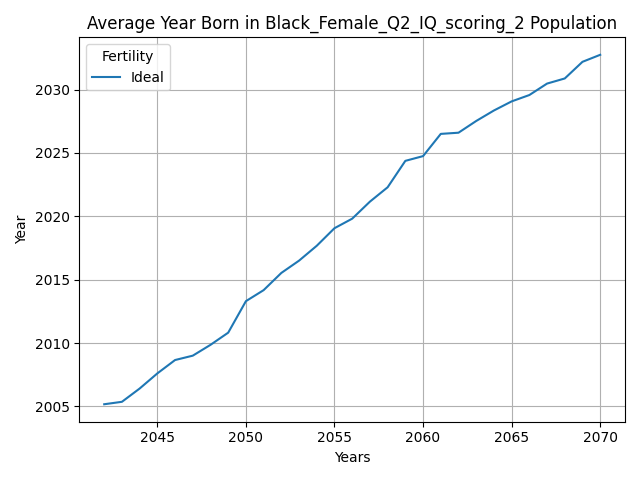 Average Year Born in Black_Female_Q2_IQ_scoring_2 Population
Fertility
Ideal
2030
2025
2020
2015
2010
2005
Year
2045 2050 2055 2060 2065 2070
Years